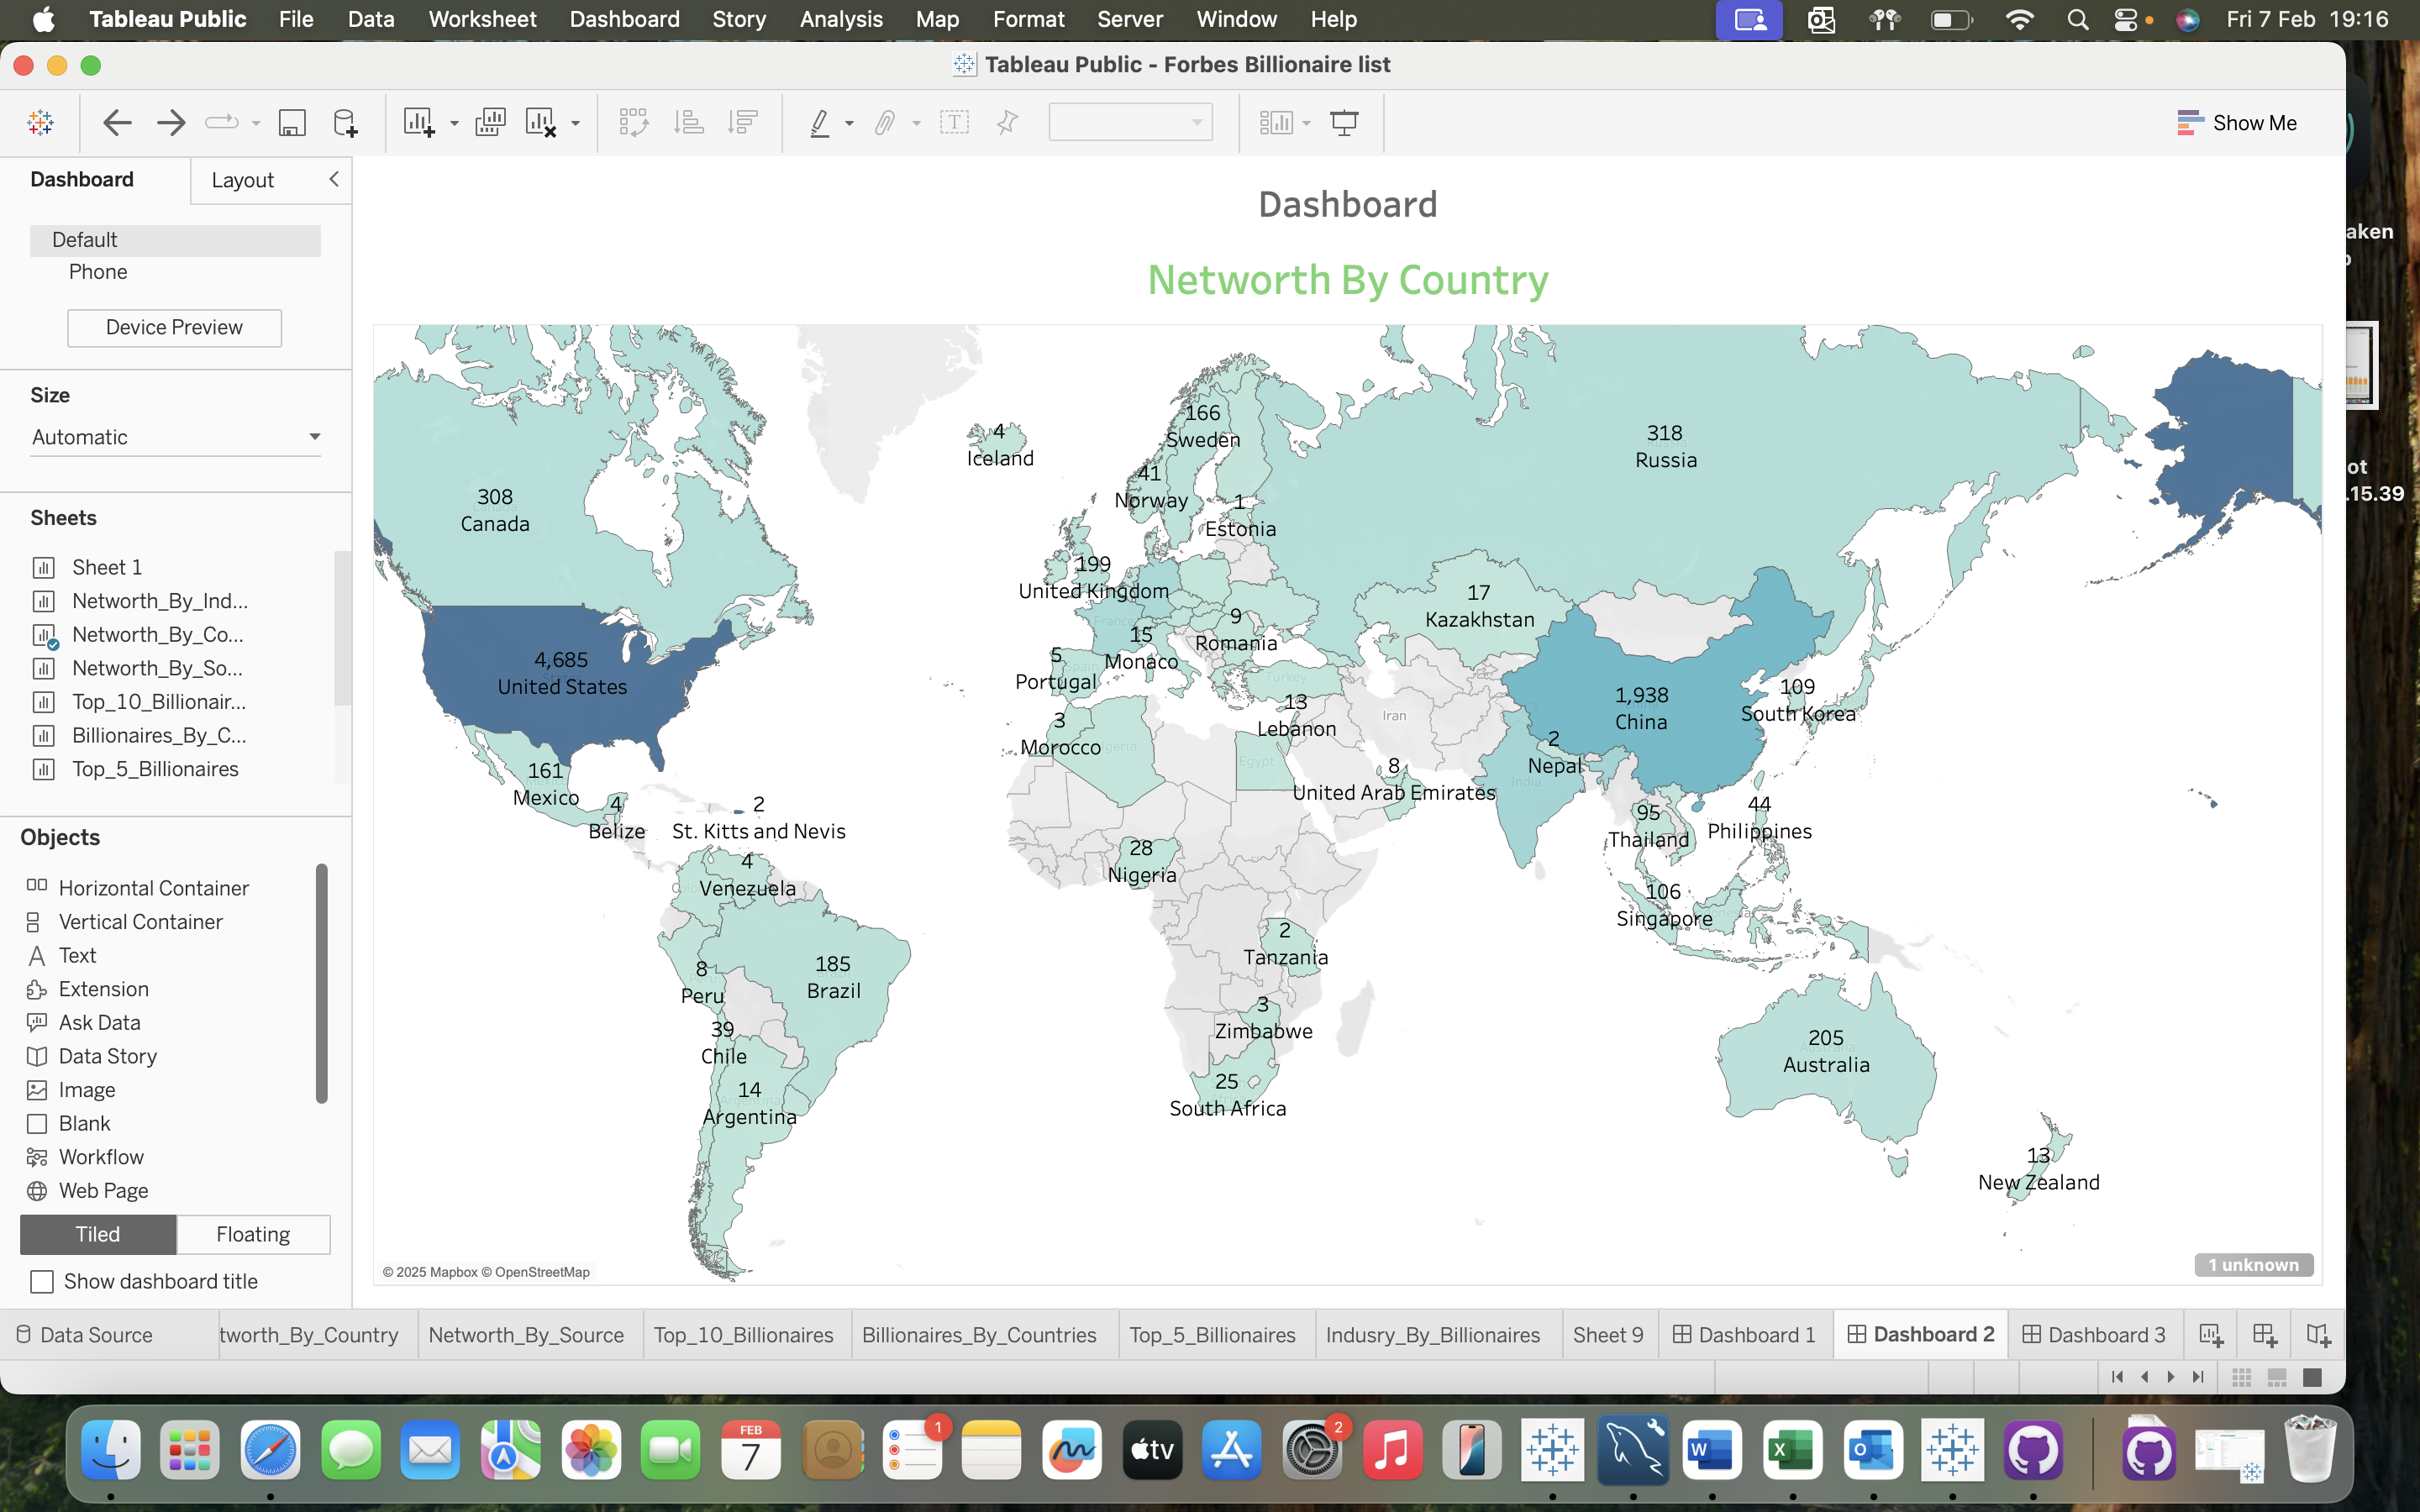 Tableau Public File Data Worksheet Dashboard Story Analysis Map Format Server Window Help Fri 7 Feb 19:16
Tableau Public - Forbes Billionaire list
Show Me
Dashboard Layout
Default
Phone
Device Preview
Size
Automatic
Sheets
Sheet 1
Networth_By_Ind...
Networth_By_Co...
Networth_By_So...
Top_10_Billionair...
Billionaires_By_C...
Top_5_Billionaires
Objects
Horizontal Container
Vertical Container
Text
Extension
Ask Data
Data Story
Image
Blank
Workflow
Web Page
Tiled Floating
Show dashboard title
Dashboard
Networth By Country
166
Sweden
4
Iceland
318
Russia
41
Norway
308
Canada
1
Estonia
199
United Kingdom
France
17
Kazakhstan
9
Romania
15
Monaco
5
Portugal
Spain
Turkey
4,685
United States
1,938
China
109
South Korea
13
Lebanon
Iran
3
Morocco
2
Nepal
India
Egypt
8
United Arab Emirates
161
Mexico
4
Belize
2
St. Kitts and Nevis
95
Thailand
44
Philippines
4
Venezuela
28
Nigeria
106
Singapore
2
Tanzania
185
Brazil
8
Peru
3
Zimbabwe
39
Chile
205
Australia
14
Argentina
25
South Africa
13
New Zealand
© 2025 Mapbox © OpenStreetMap
1 unknown
Data Source tworth_By_Country Networth_By_Source Top_10_Billionaires Billionaires_By_Countries Top_5_Billionaires Indusry_By_Billionaires Sheet 9 Dashboard 1 Dashboard 2 Dashboard 3
aken
ot
.15.39
FEB
7
1
tv
2
W
X
O